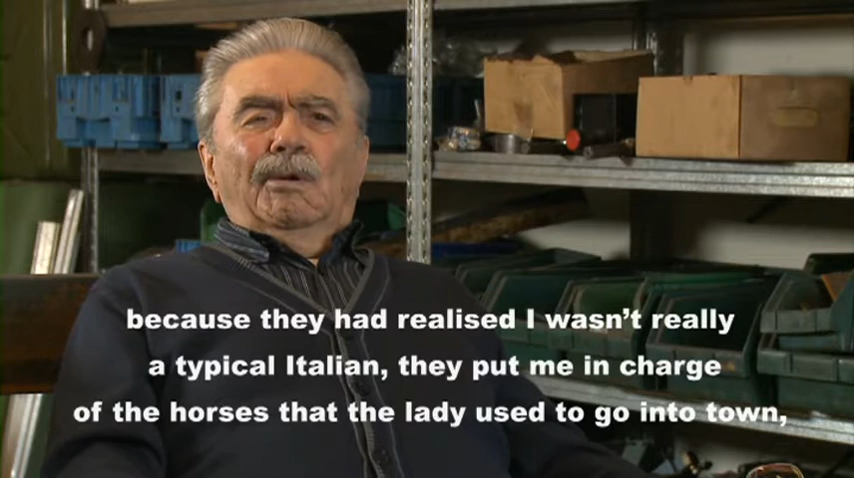 because they had realised I wasn't really
a typical Italian, they put me in charge
of the horses that the lady used to go into town,